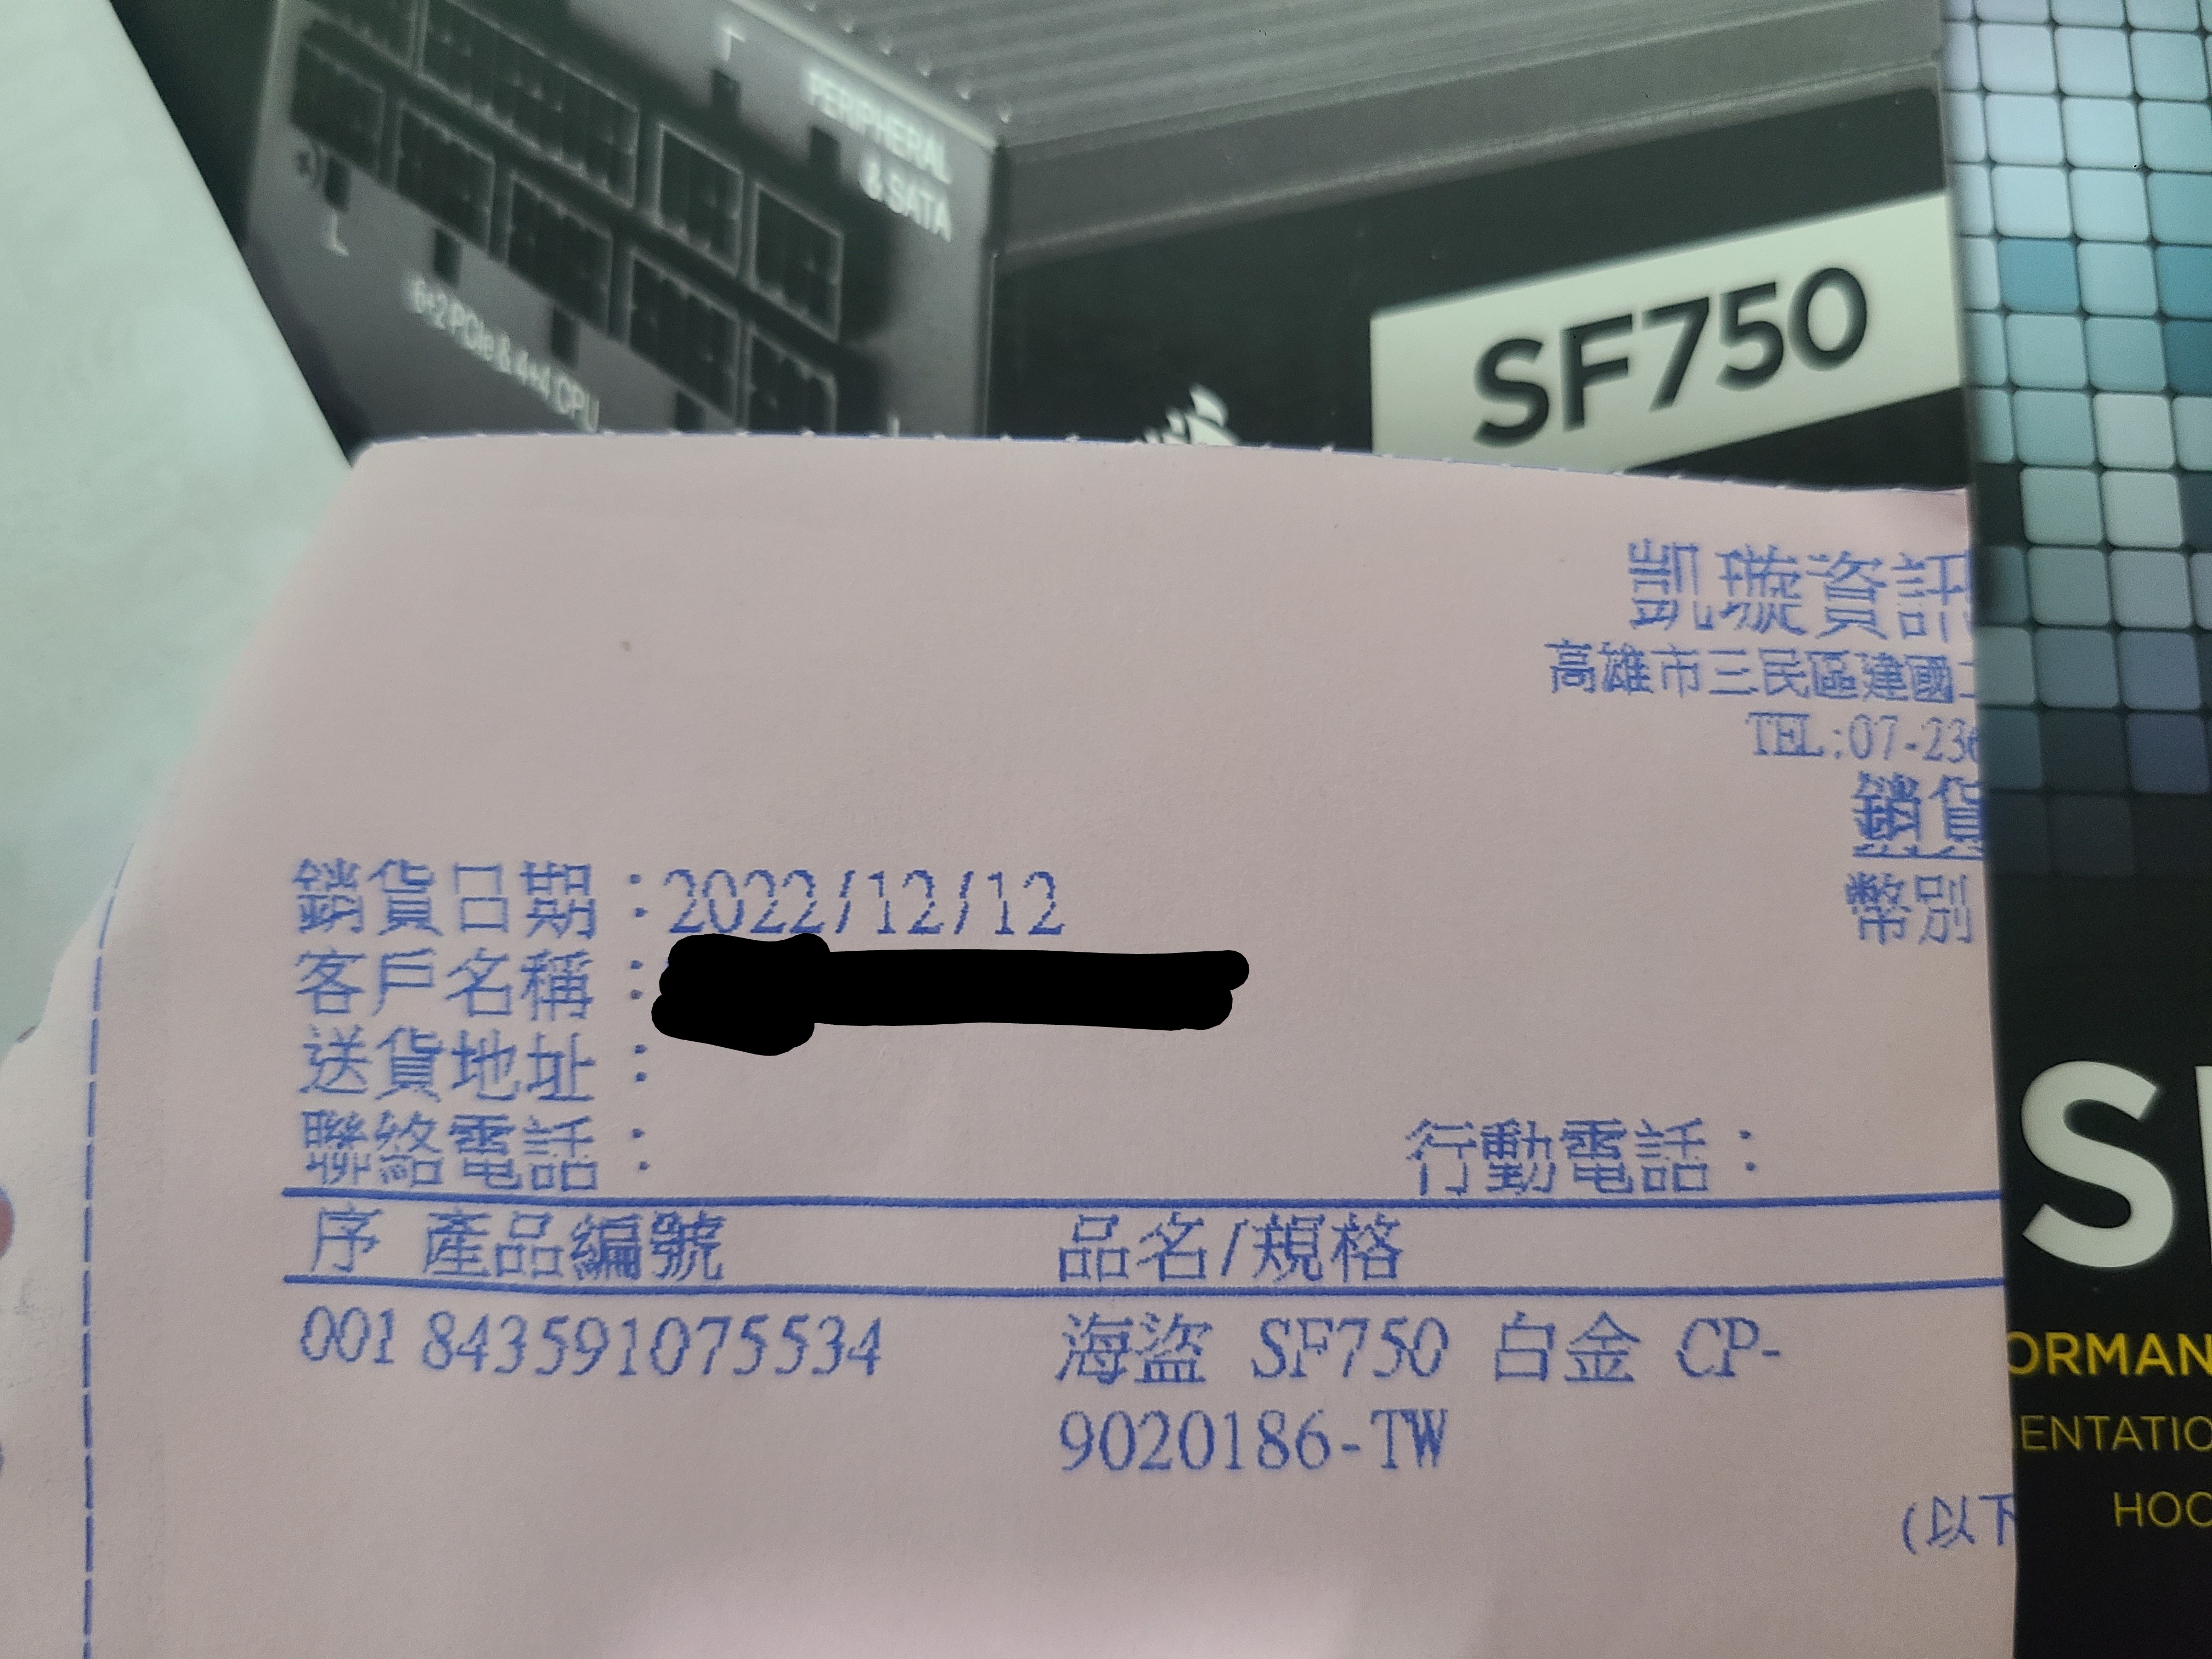 PERIPHERAL
& SATA
6+2 PCIe & 4+4 CPU
SF750
凱璇資訊
高雄市三民區建國
TEL:07-236
銷貨
幣別
銷貨日期：2022/12/12
客戶名稱：
送貨地址：
聯絡電話：
行動電話：
序 產品編號 品名/規格
001 843591075534 海盜 SF750 白金 CP-
9020186-TW
(以下
S
ORMAN
ENTATIO
HOO